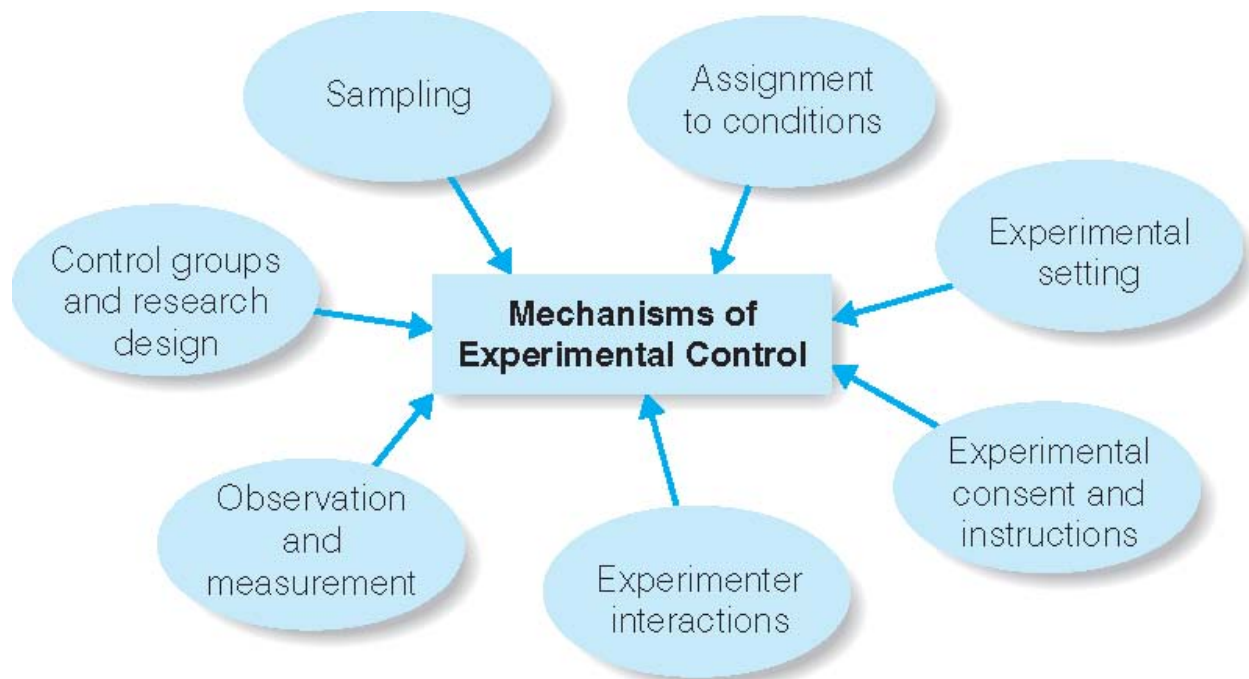 Sampling
Assignment
to conditions
Control groups
and research
design
Experimental
setting
Mechanisms of
Experimental Control
Observation
and
measurement
Experimenter
interactions
Experimental
consent and
instructions